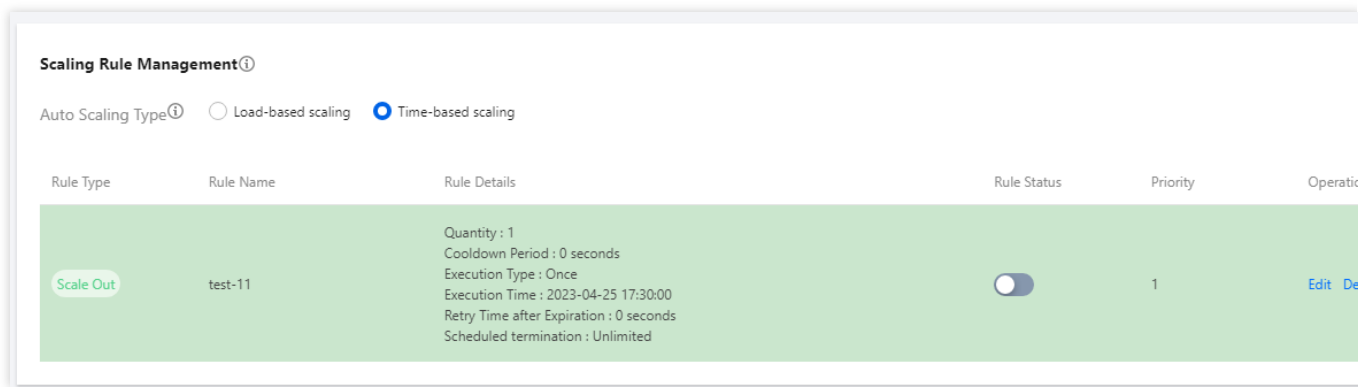 Scaling Rule Management
Auto Scaling Type Load-based scaling Time-based scaling
Rule Type Rule Name Rule Details Rule Status Priority Operatio
Quantity : 1
Cooldown Period : 0 seconds
Execution Type : Once
Scale Out test-11 Execution Time : 2023-04-25 17:30:00 1 Edit De
Retry Time after Expiration : 0 seconds
Scheduled termination : Unlimited